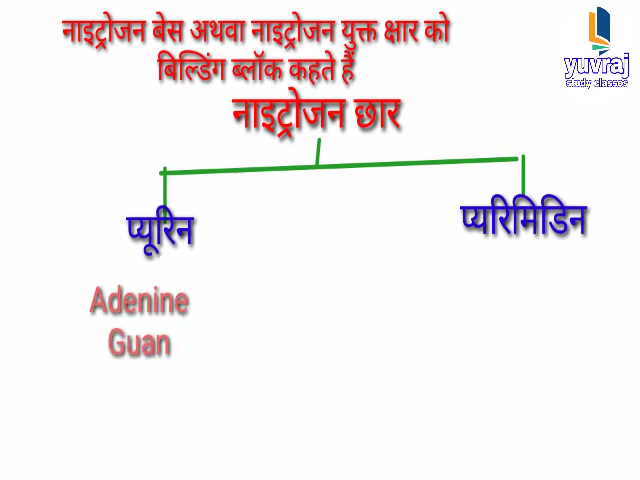 नाइट्रोजन बेस अथवा नाइट्रोजन युक्त क्षार को
बिल्डिंग ब्लॉक कहते हैं
नाइट्रोजन छार
प्यूरिन
प्यरिमिडिन
Adenine
Guan
yuvraj
study classes